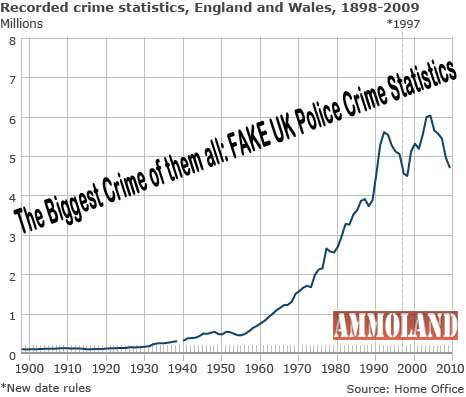 Recorded crime statistics, England and Wales, 1898-2009
Millions
*1997
8
7
6
5
4
3
2
1
0
The Biggest Crime of them all: FAKE UK Police Crime Statistics
AMMOLAND
1900 1910 1920 1930 1940 1950 1960 1970 1980 1990 2000 2010
*New date rules
Source: Home Office